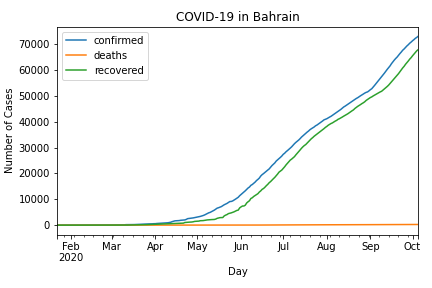 COVID-19 in Bahrain
confirmed
deaths
recovered
Number of Cases
70000
60000
50000
40000
30000
20000
10000
0
Feb Mar Apr May Jun Jul Aug Sep Oct
2020
Day